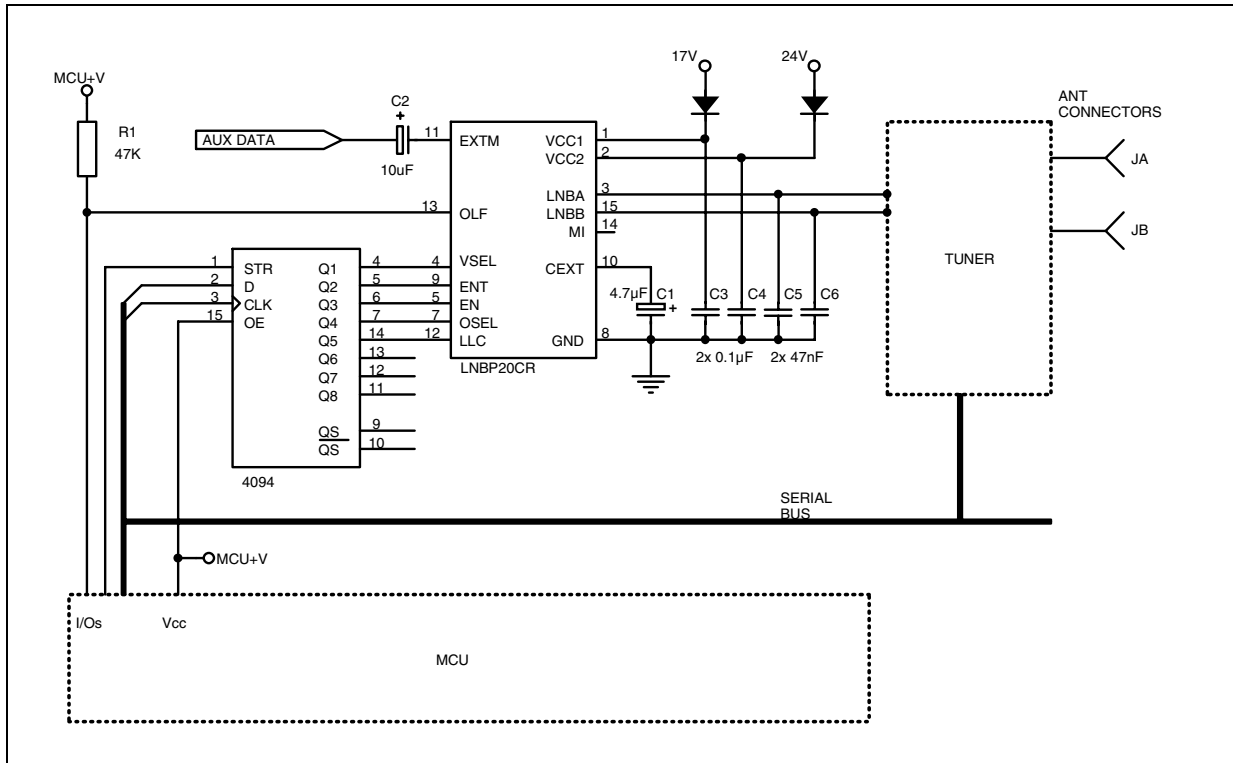 17V
24V
MCU+V
C2
+
ANT
CONNECTORS
R1
47K
AUX DATA
11
EXTM
10uF
VCC1
1
VCC2
2
JA
LNBA
3
LNBB
15
MI
14
13
OLF
JB
TUNER
1
STR
2
D
3
CLK
15
OE
Q1
4
Q2
5
Q3
6
Q4
7
Q5
14
Q6
13
Q7
12
Q8
11
QS
9
QS
10
4094
4
VSEL
9
ENT
5
EN
7
OSEL
12
LLC
CEXT
10
GND
8
LNBP20CR
4.7µF
C1
+
C3
C4
C5
C6
2x 0.1µF
2x 47nF
SERIAL
BUS
MCU+V
I/Os
Vcc
MCU